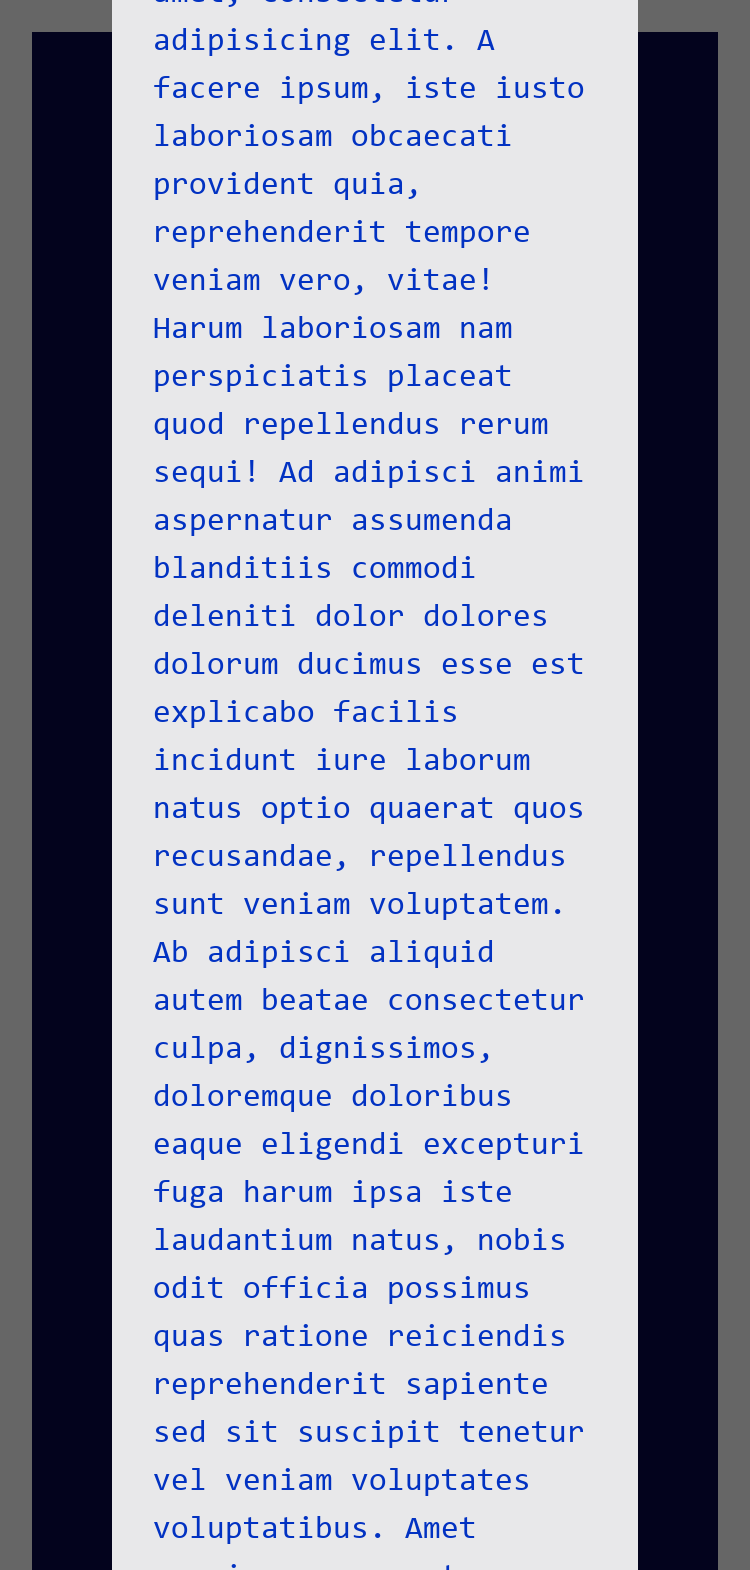 amet, consectetur
adipisicing elit. A
facere ipsum, iste iusto
laboriosam obcaecati
provident quia,
reprehenderit tempore
veniam vero, vitae!
Harum laboriosam nam
perspiciatis placeat
quod repellendus rerum
sequi! Ad adipisci animi
aspernatur assumenda
blanditiis commodi
deleniti dolor dolores
dolorum ducimus esse est
explicabo facilis
incidunt iure laborum
natus optio quaerat quos
recusandae, repellendus
sunt veniam voluptatem.
Ab adipisci aliquid
autem beatae consectetur
culpa, dignissimos,
doloremque doloribus
eaque eligendi excepturi
fuga harum ipsa iste
laudantium natus, nobis
odit officia possimus
quas ratione reiciendis
reprehenderit sapiente
sed sit suscipit tenetur
vel veniam voluptates
voluptatibus. Amet